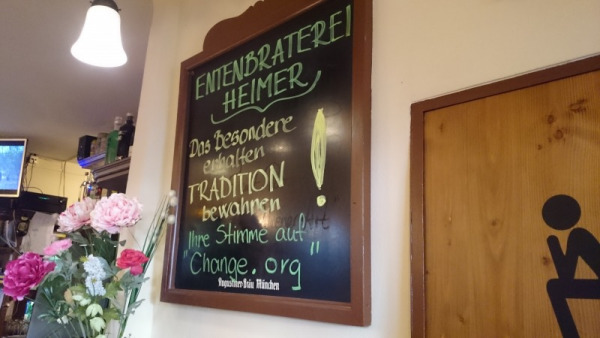 ENTENBRATEREI
HEIMER
Das Besondere
erhalten
TRADITION
bewahren
!
Ihre Stimme auf
"Change.org"
Augustiner-Bräu München